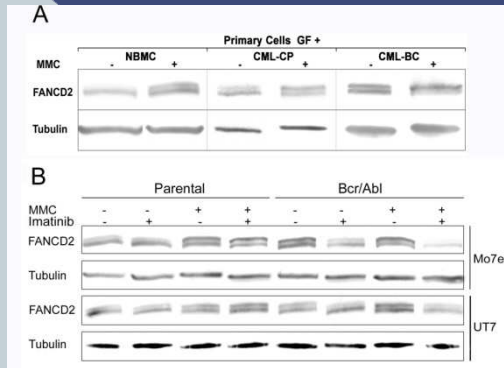 A
Primary Cells GF +
NBMC CML-CP CML-BC
MMC - + - + - +
FANCD2
Tubulin
B
Parental Bcr/Abl
MMC - - + + - - + +
Imatinib - + - + - + - +
FANCD2
Tubulin
Mo7e
FANCD2
Tubulin
UT7